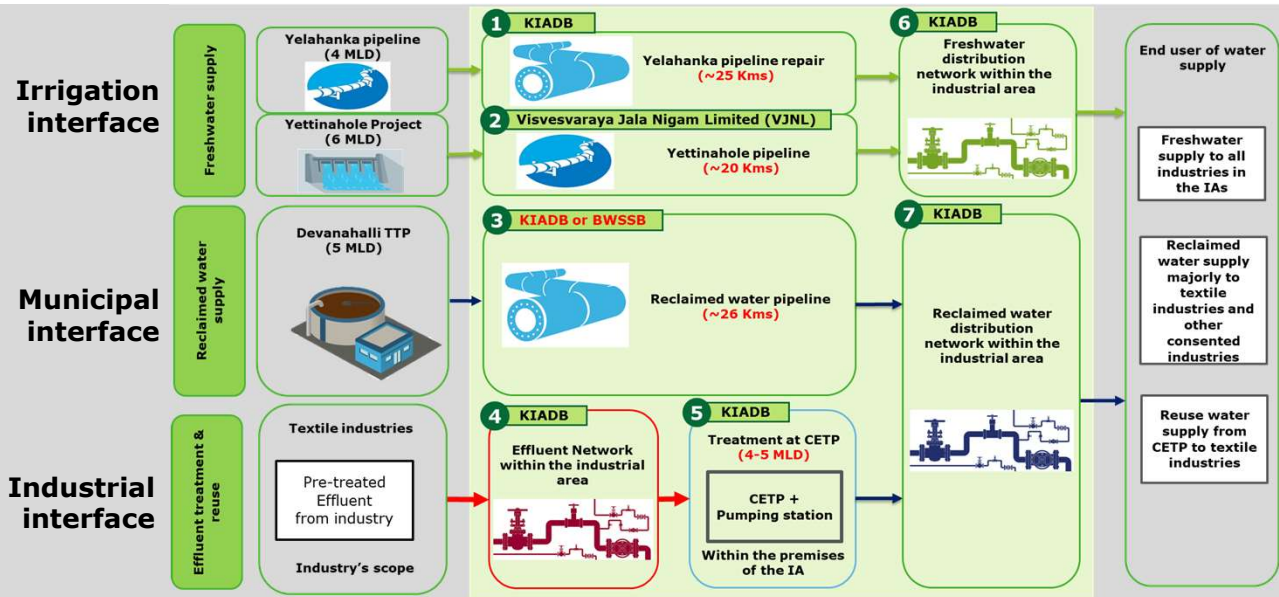 Irrigation
interface
Freshwater supply
Yelahanka pipeline
(4 MLD)
Yettinahole Project
(6 MLD)
1 KIADB
Yelahanka pipeline repair
(~25 Kms)
2 Visvesvaraya Jala Nigam Limited (VJNL)
Yettinahole pipeline
(~20 Kms)
6 KIADB
Freshwater
distribution
network within the
industrial area
End user of water
supply
Freshwater
supply to all
industries in
the IAs
Municipal
interface
Reclaimed water
supply
Devanahalli TTP
(5 MLD)
3 KIADB or BWSSB
Reclaimed water pipeline
(~26 Kms)
7 KIADB
Reclaimed water
distribution
network within the
industrial area
Reclaimed
water supply
majorly to
textile
industries and
other
consented
industries
Industrial
interface
Effluent treatment &
reuse
Textile industries
Pre-treated
Effluent
from industry
Industry's scope
4 KIADB
Effluent Network
within the industrial
area
5 KIADB
Treatment at CETP
(4-5 MLD)
CETP +
Pumping station
Within the premises
of the IA
Reuse water
supply from
CETP to textile
industries